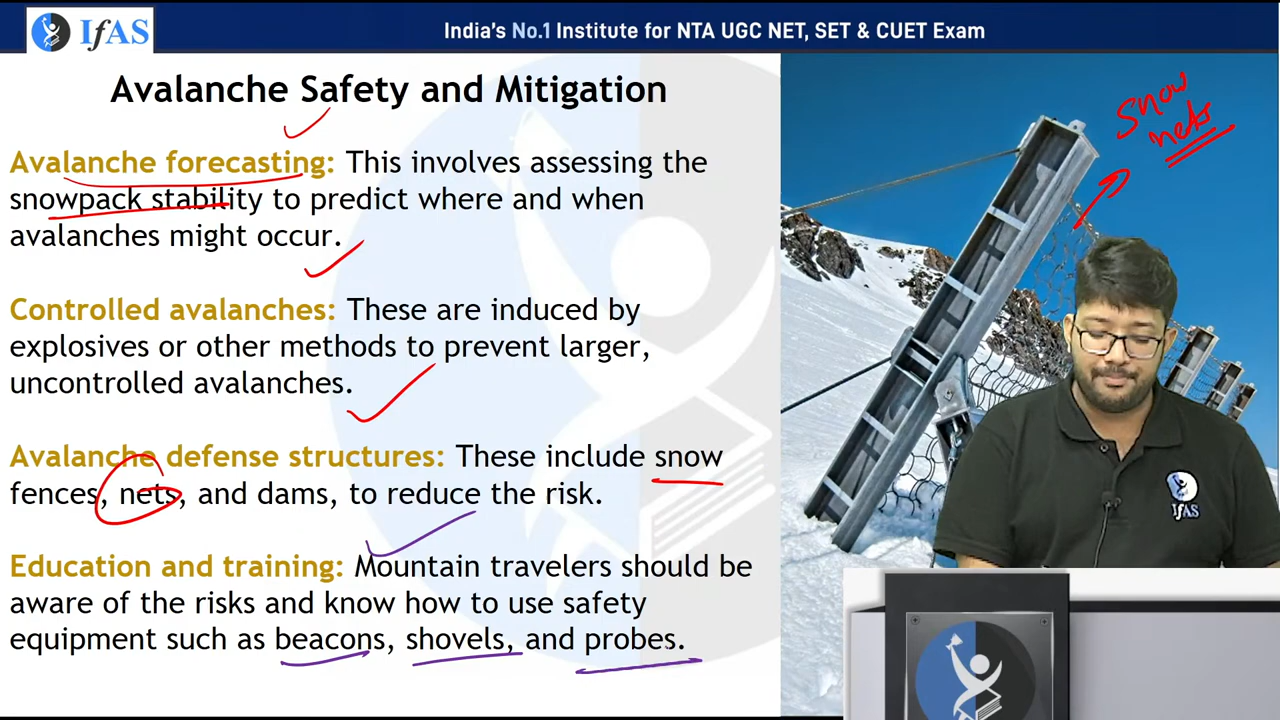 IfAS
India's No.1 Institute for NTA UGC NET, SET & CUET Exam
Avalanche Safety and Mitigation
Avalanche forecasting: This involves assessing the
snowpack stability to predict where and when
avalanches might occur.
Controlled avalanches: These are induced by
explosives or other methods to prevent larger,
uncontrolled avalanches.
Avalanche defense structures: These include snow
fences, nets, and dams, to reduce the risk.
Education and training: Mountain travelers should be
aware of the risks and know how to use safety
equipment such as beacons, shovels, and probes.
Snow
nets
IfAS